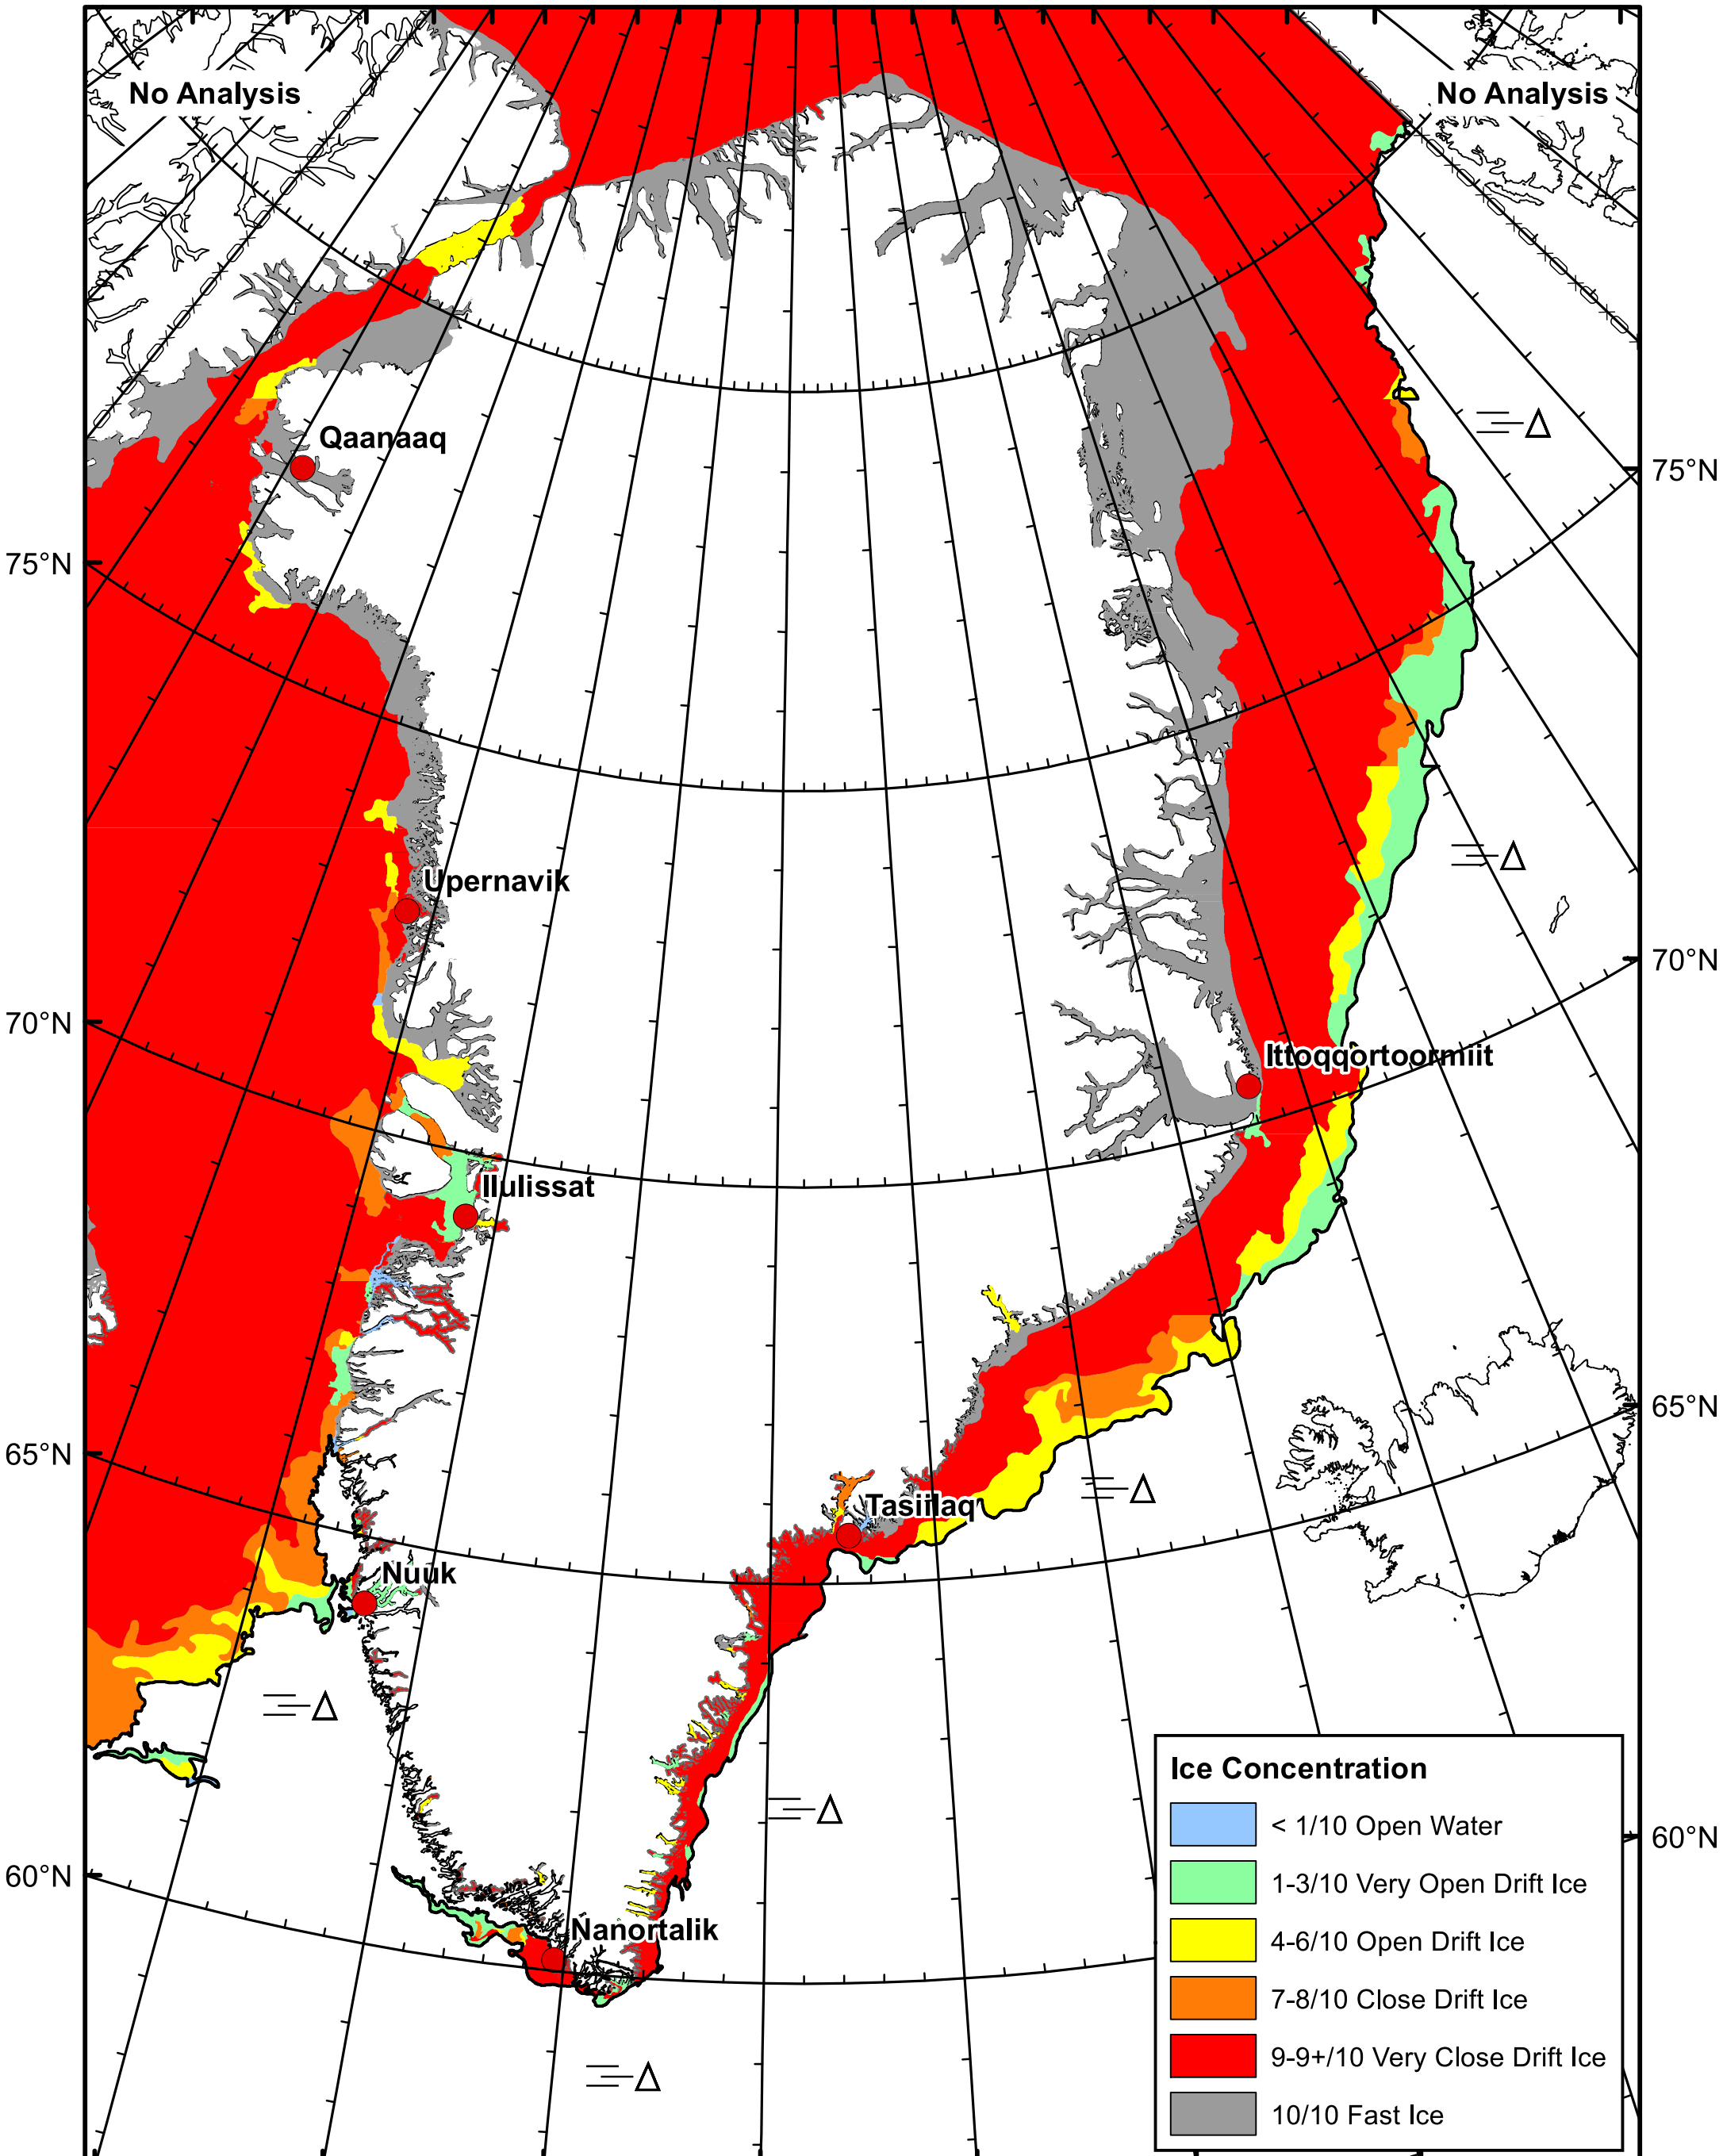 No Analysis
No Analysis
Qaanaaq
75°N
75°N
Upernavik
70°N
70°N
Ittoqqortoormiit
Ilulissat
65°N
65°N
Tasiilaq
Nuuk
60°N
60°N
Nanortalik
Ice Concentration
< 1/10 Open Water
1-3/10 Very Open Drift Ice
4-6/10 Open Drift Ice
7-8/10 Close Drift Ice
9-9+/10 Very Close Drift Ice
10/10 Fast Ice